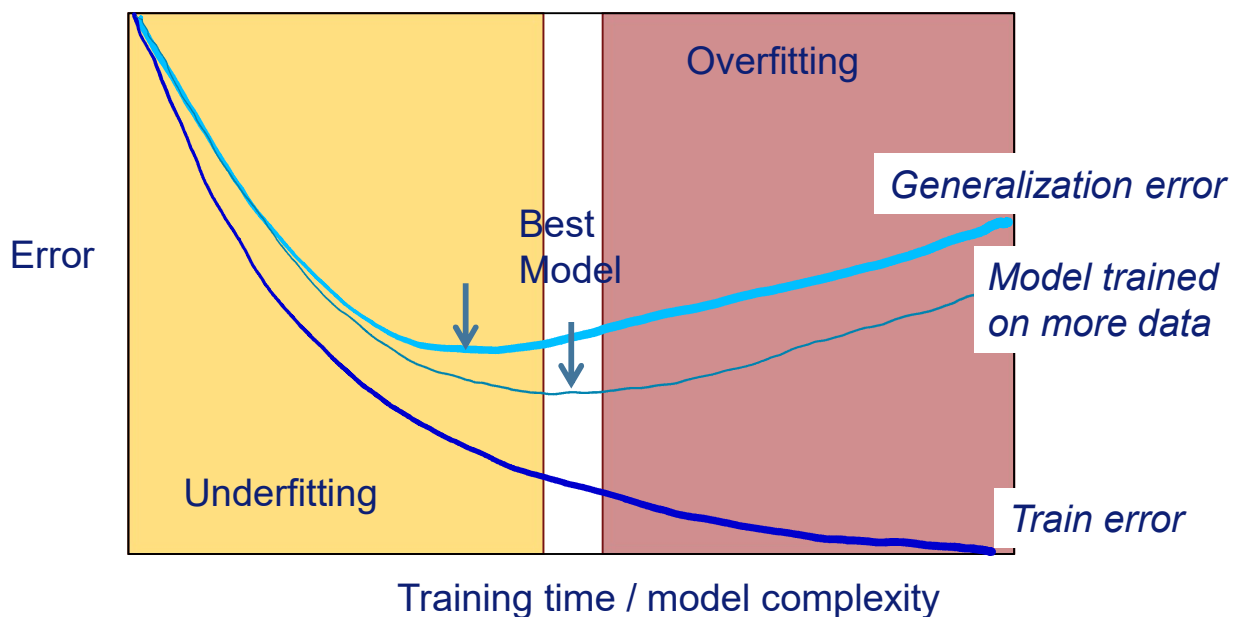 Overfitting
Generalization error
Best
Model
Error
Model trained
on more data
Underfitting
Train error
Training time / model complexity